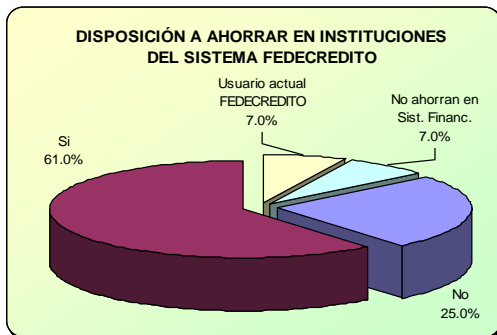 DISPOSICIÓN A AHORRAR EN INSTITUCIONES
DEL SISTEMA FEDECREDITO
Usuario actual
FEDECREDITO
7.0%
No ahorran en
Sist. Financ.
7.0%
Si
61.0%
No
25.0%